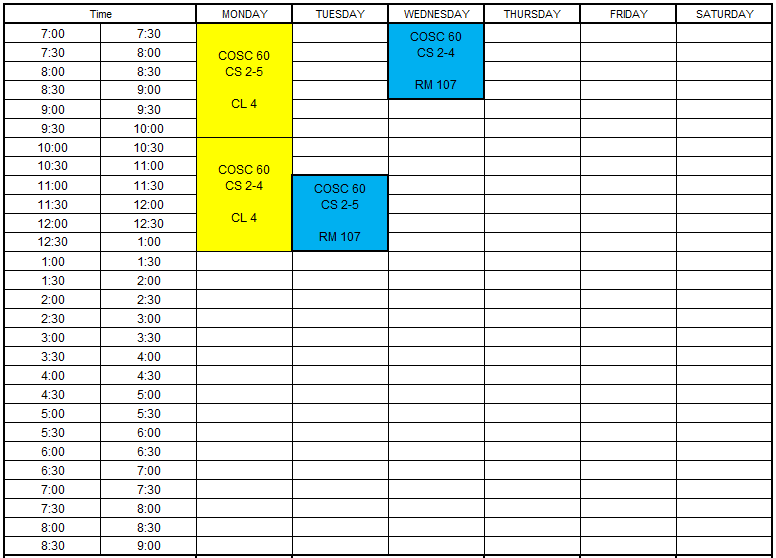 Time MONDAY TUESDAY WEDNESDAY THURSDAY FRIDAY SATURDAY
7:00 7:30
7:30 8:00
8:00 8:30
8:30 9:00
9:00 9:30
9:30 10:00
10:00 10:30
10:30 11:00
11:00 11:30
11:30 12:00
12:00 12:30
12:30 1:00
1:00 1:30
1:30 2:00
2:00 2:30
2:30 3:00
3:00 3:30
3:30 4:00
4:00 4:30
4:30 5:00
5:00 5:30
5:30 6:00
6:00 6:30
6:30 7:00
7:00 7:30
7:30 8:00
8:00 8:30
8:30 9:00
COSC 60
CS 2-5
CL 4
COSC 60
CS 2-4
CL 4
COSC 60
CS 2-5
RM 107
COSC 60
CS 2-4
RM 107